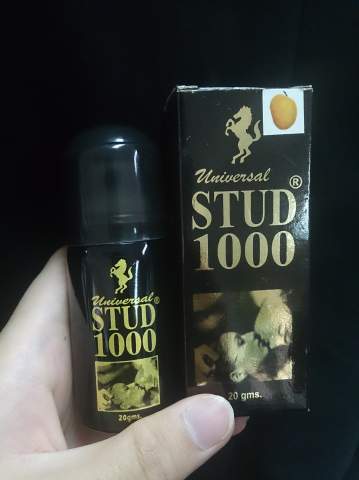 Universal®
STUD
1000
20gms.
Universal
STUD®
1000
20 gms.